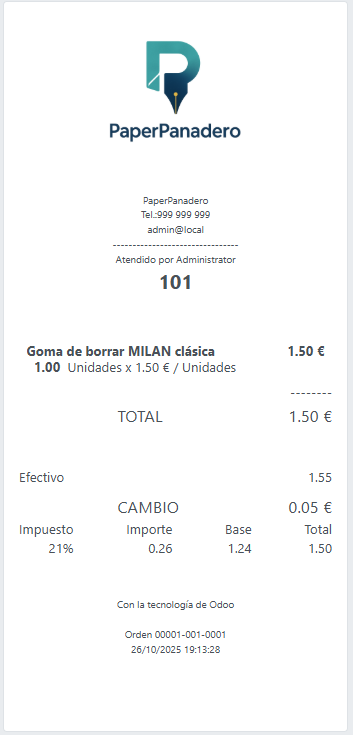 PaperPanadero
PaperPanadero
Tel.:999 999 999
admin@local
--------------------------------
Atendido por Administrator
101
Goma de borrar MILAN clásica 1.50 €
1.00 Unidades x 1.50 € / Unidades
--------
TOTAL 1.50 €
Efectivo 1.55
CAMBIO 0.05 €
Impuesto Importe Base Total
21% 0.26 1.24 1.50
Con la tecnología de Odoo
Orden 00001-001-0001
26/10/2025 19:13:28